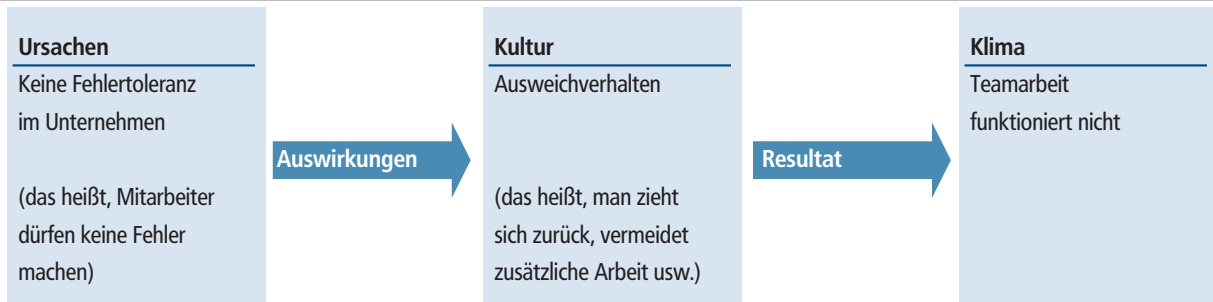 Ursachen
Keine Fehlertoleranz
im Unternehmen
(das heißt, Mitarbeiter
dürfen keine Fehler
machen)
Auswirkungen
Kultur
Ausweichverhalten
(das heißt, man zieht
sich zurück, vermeidet
zusätzliche Arbeit usw.)
Resultat
Klima
Teamarbeit
funktioniert nicht